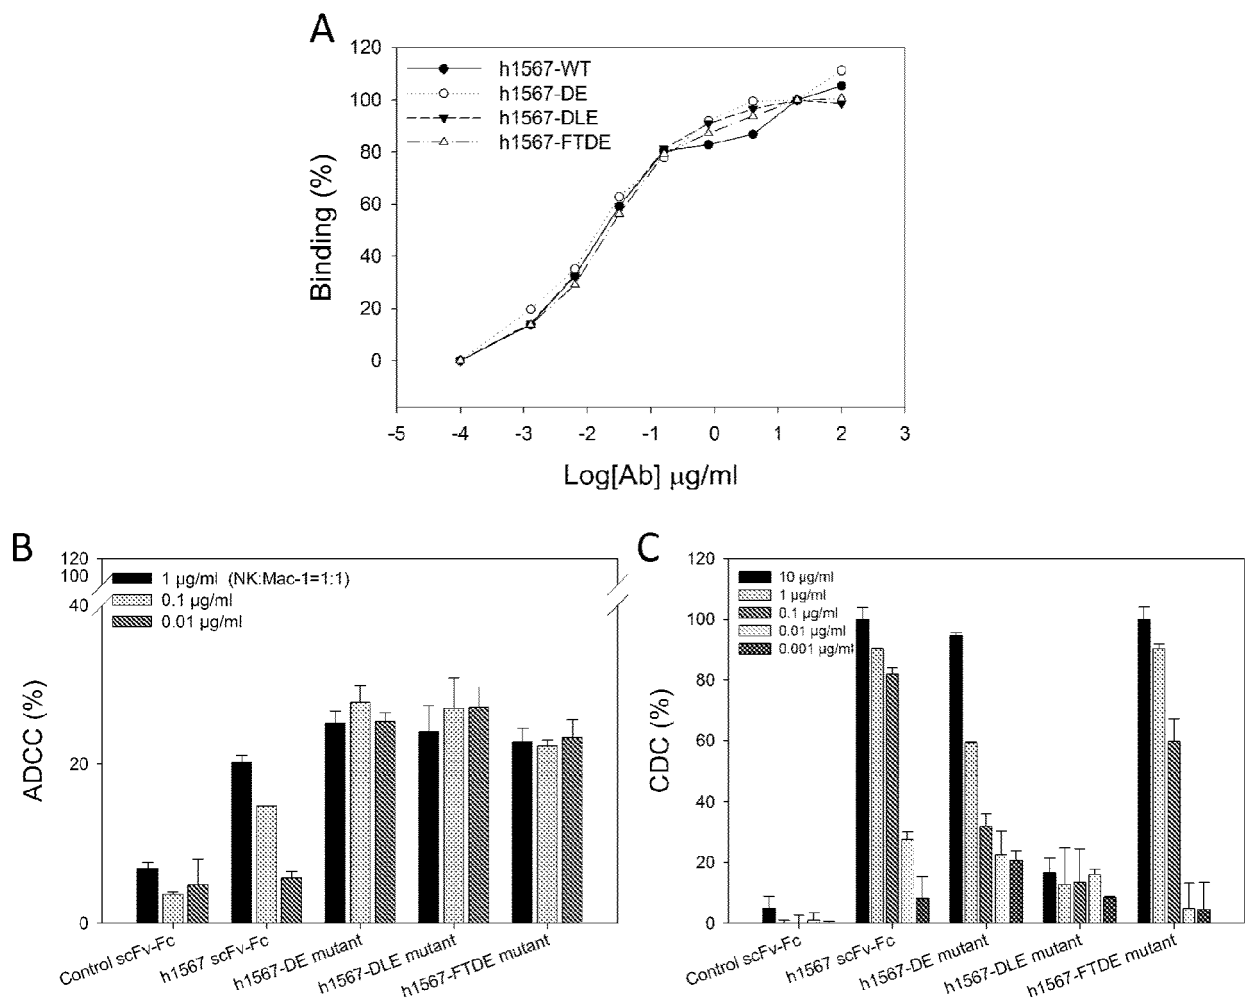 A
120
100
80
60
40
20
0
Binding (%)
h1567-WT
h1567-DE
h1567-DLE
h1567-FTDE
-5 -4 -3 -2 -1 0 1 2 3
Log[Ab] μg/ml
B
120
100
40
20
0
ADCC (%)
1 μg/ml (NK:Mac-1=1:1)
0.1 μg/ml
0.01 μg/ml
Control scFv-Fc
h1567 scFv-Fc
h1567-DE mutant
h1567-DLE mutant
h1567-FTDE mutant
C
120
100
80
60
40
20
0
CDC (%)
10 μg/ml
1 μg/ml
0.1 μg/ml
0.01 μg/ml
0.001 μg/ml
Control scFv-Fc
h1567 scFv-Fc
h1567-DE mutant
h1567-DLE mutant
h1567-FTDE mutant